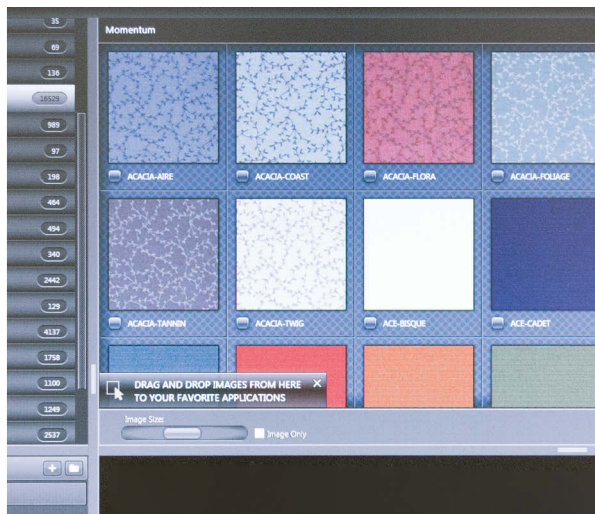 35
69
136
16529
989
97
198
464
494
340
2442
129
4137
1758
1100
1249
2537
Momentum
ACACIA-AIRE
ACACIA-COAST
ACACIA-FLORA
ACACIA-FOLIAGE
ACACIA-TANNIN
ACACIA-TWIG
ACE-BISQUE
ACE-CADET
DRAG AND DROP IMAGES FROM HERE
TO YOUR FAVORITE APPLICATIONS
Image Size:
Image Only